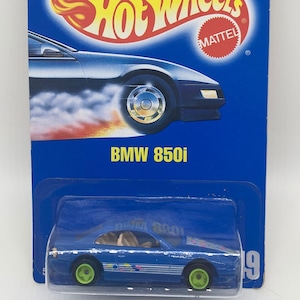 HOT WHEELS
MATTEL
BMW 850i
9